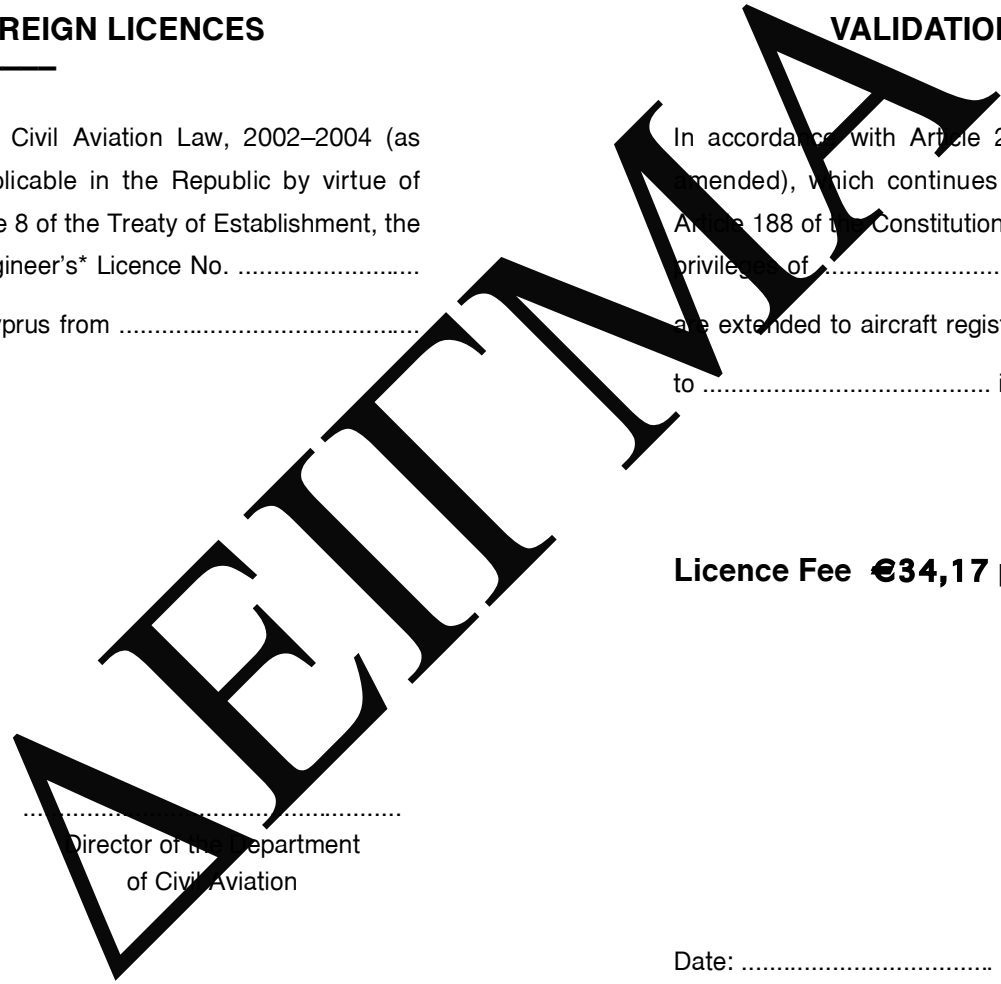 REIGN LICENCES
Civil Aviation Law, 2002–2004 (as
plicable in the Republic by virtue of
e 8 of the Treaty of Establishment, the
gineer's* Licence No. ............................
yprus from ..........................................
..........................................................
Director of the Department
of Civil Aviation
VALIDATION
In accordance with Article 2
amended), which continues
Article 188 of the Constitution
privileges of ...........................
are extended to aircraft regist
to ............................................ i
Licence Fee €34,17 p
Date: ......................................
ΔΕΙΓΜΑ